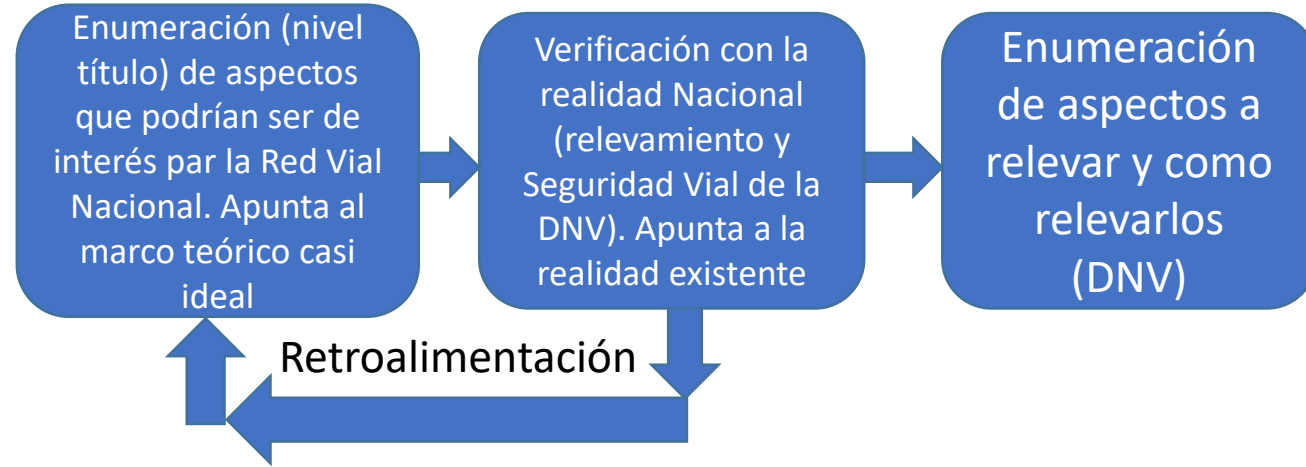 Enumeración (nivel
título) de aspectos
que podrían ser de
interés par la Red Vial
Nacional. Apunta al
marco teórico casi
ideal
Verificación con la
realidad Nacional
(relevamiento y
Seguridad Vial de la
DNV). Apunta a la
realidad existente
Enumeración
de aspectos a
relevar y como
relevarlos
(DNV)
Retroalimentación